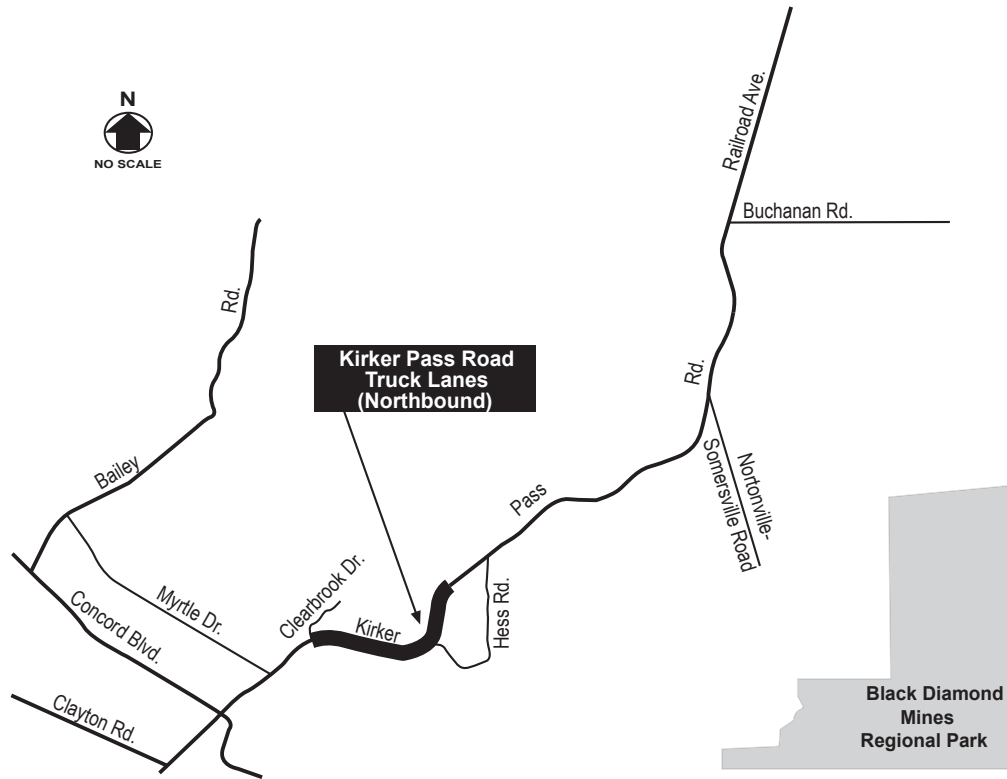 N
NO SCALE
Railroad Ave.
Buchanan Rd.
Rd.
Kirker Pass Road
Truck Lanes
(Northbound)
Rd.
Bailey
Pass
Nortonville-
Somersville Road
Myrtle Dr.
Clearbrook Dr.
Kirker
Hess Rd.
Concord Blvd.
Clayton Rd.
Black Diamond
Mines
Regional Park